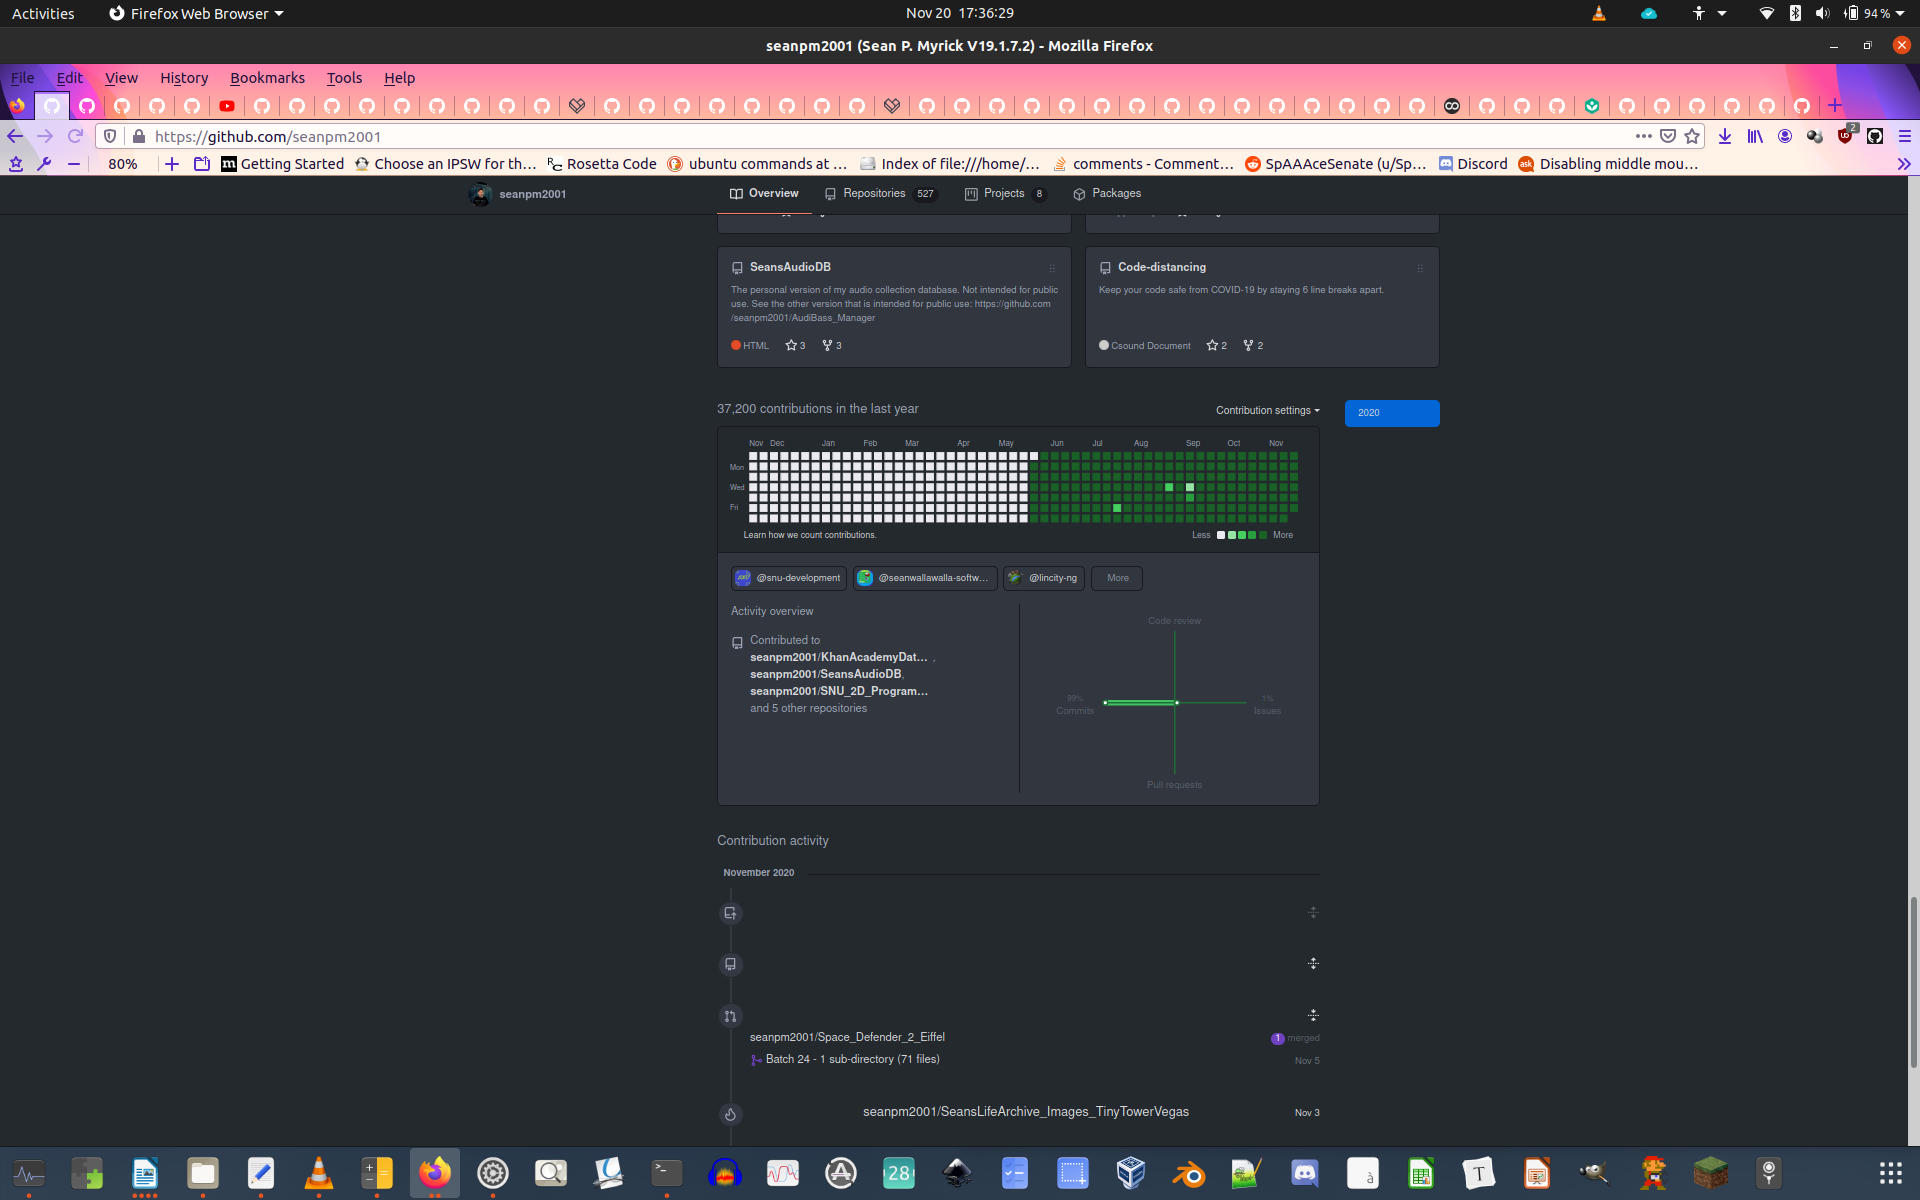 Activities
Firefox Web Browser
Nov 20 17:36:29
94 %
seanpm2001 (Sean P. Myrick V19.1.7.2) - Mozilla Firefox
File Edit View History Bookmarks Tools Help
https://github.com/seanpm2001
2
80%
Getting Started
Choose an IPSW for th…
Rosetta Code
ubuntu commands at …
Index of file:///home/…
comments - Comment…
SpAAAceSenate (u/Sp…
Discord
Disabling middle mou…
seanpm2001
Overview
Repositories 527
Projects 8
Packages
SeansAudioDB
The personal version of my audio collection database. Not intended for public
use. See the other version that is intended for public use: https://github.com
/seanpm2001/AudiBass_Manager
HTML 3 3
Code-distancing
Keep your code safe from COVID-19 by staying 6 line breaks apart.
Csound Document 2 2
37,200 contributions in the last year
Contribution settings
2020
Nov Dec Jan Feb Mar Apr May Jun Jul Aug Sep Oct Nov
Mon
Wed
Fri
Learn how we count contributions.
Less More
@snu-development
@seanwallawalla-softw…
@lincity-ng
More
Activity overview
Contributed to
seanpm2001/KhanAcademyDat… ,
seanpm2001/SeansAudioDB,
seanpm2001/SNU_2D_Program…
and 5 other repositories
Code review
99%
Commits
1%
Issues
Pull requests
Contribution activity
November 2020
seanpm2001/Space_Defender_2_Eiffel
1 merged
Batch 24 - 1 sub-directory (71 files)
Nov 5
seanpm2001/SeansLifeArchive_Images_TinyTowerVegas
Nov 3
28